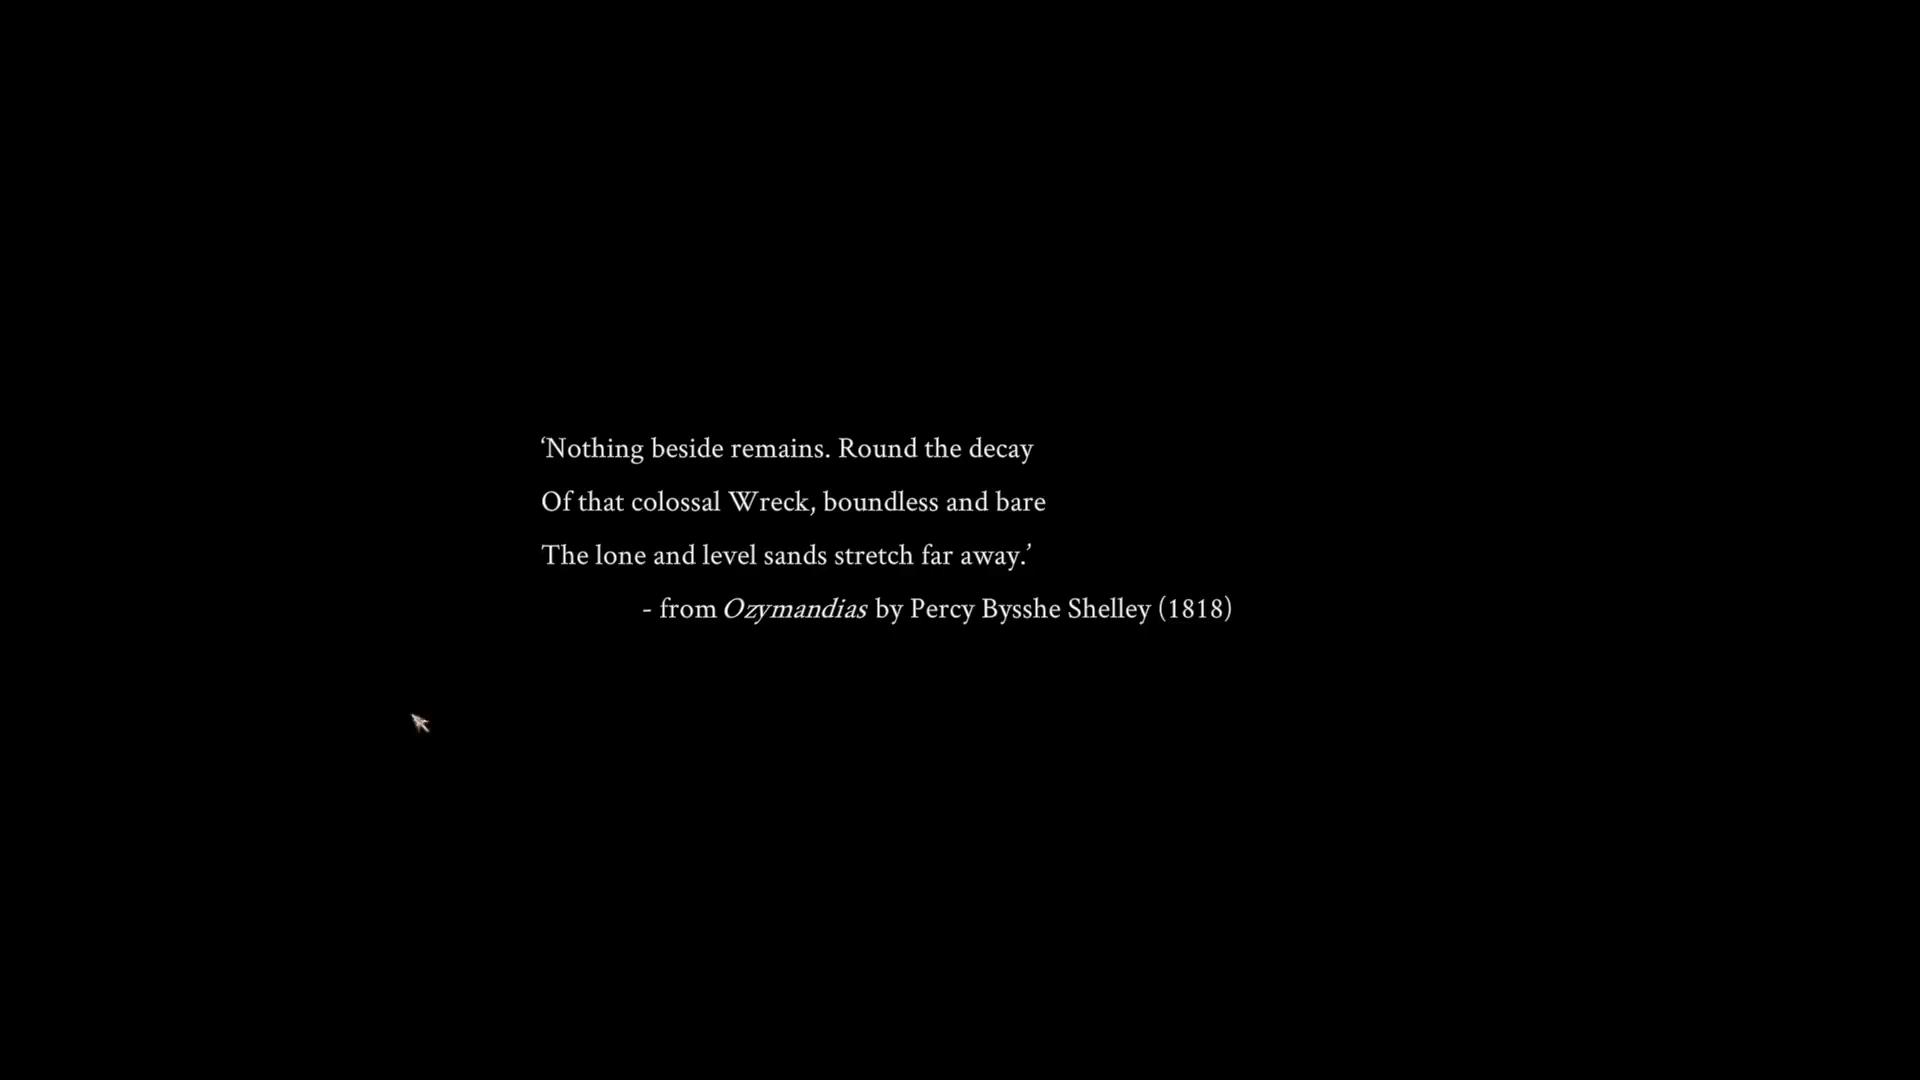 ‘Nothing beside remains. Round the decay
Of that colossal Wreck, boundless and bare
The lone and level sands stretch far away.’
- from Ozymandias by Percy Bysshe Shelley (1818)